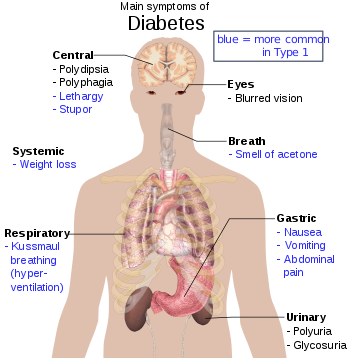 Main symptoms of
Diabetes
blue = more common
in Type 1
Central
- Polydipsia
- Polyphagia
- Lethargy
- Stupor
Eyes
- Blurred vision
Breath
- Smell of acetone
Systemic
- Weight loss
Respiratory
- Kussmaul
breathing
(hyper-
ventilation)
Gastric
- Nausea
- Vomiting
- Abdominal
pain
Urinary
- Polyuria
- Glycosuria